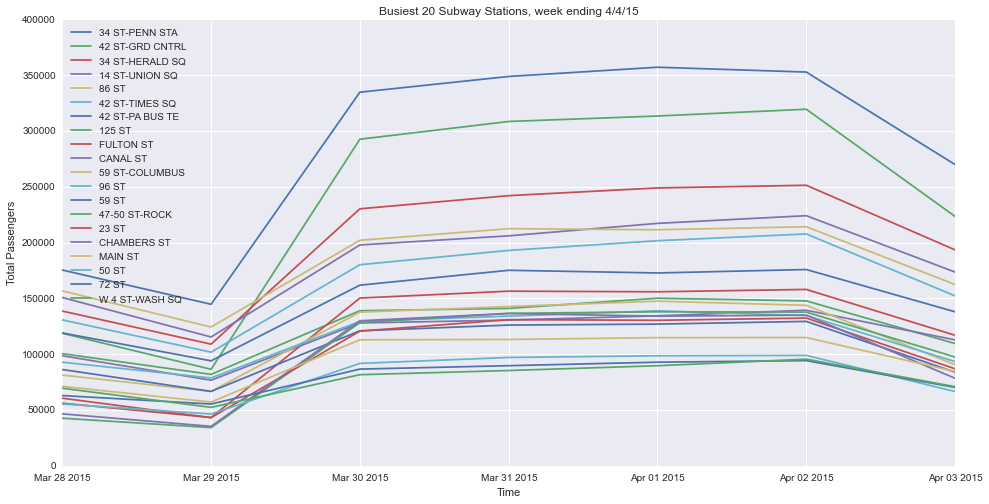 Busiest 20 Subway Stations, week ending 4/4/15
400000
350000
300000
250000
200000
150000
100000
50000
0
Total Passengers
34 ST-PENN STA
42 ST-GRD CNTRL
34 ST-HERALD SQ
14 ST-UNION SQ
86 ST
42 ST-TIMES SQ
42 ST-PA BUS TE
125 ST
FULTON ST
CANAL ST
59 ST-COLUMBUS
96 ST
59 ST
47-50 ST-ROCK
23 ST
CHAMBERS ST
MAIN ST
50 ST
72 ST
W 4 ST-WASH SQ
Mar 28 2015
Mar 29 2015
Mar 30 2015
Mar 31 2015
Apr 01 2015
Apr 02 2015
Apr 03 2015
Time